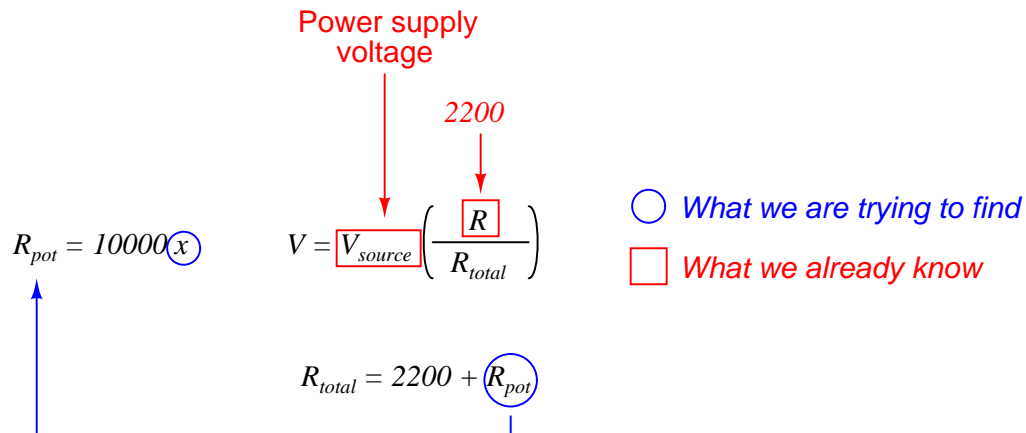 Power supply
voltage
2200
R_pot = 10000 x
V = V_source ( R / R_total )
What we are trying to find
What we already know
R_total = 2200 + R_pot